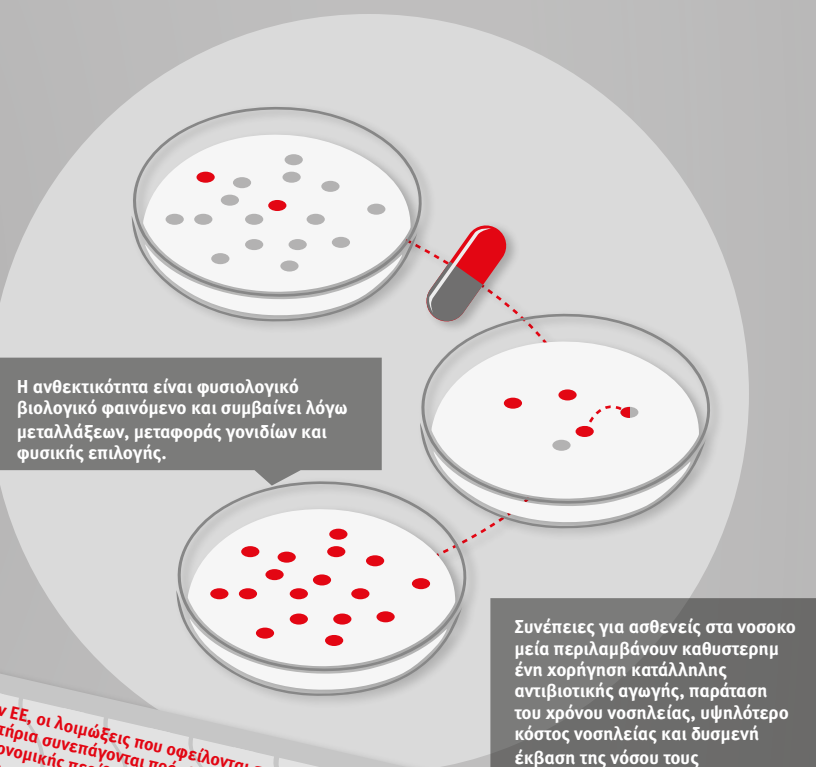 Η ανθεκτικότητα είναι φυσιολογικό
βιολογικό φαινόμενο και συμβαίνει λόγω
μεταλλάξεων, μεταφοράς γονιδίων και
φυσικής επιλογής.
Συνέπειες για ασθενείς στα νοσοκο
μεία περιλαμβάνουν καθυστερημ
ένη χορήγηση κατάλληλης
αντιβιοτικής αγωγής, παράταση
του χρόνου νοσηλείας, υψηλότερο
κόστος νοσηλείας και δυσμενή
έκβαση της νόσου τους
ΕΕ, οι λοιμώξεις που οφείλονται
συνεπάγονται